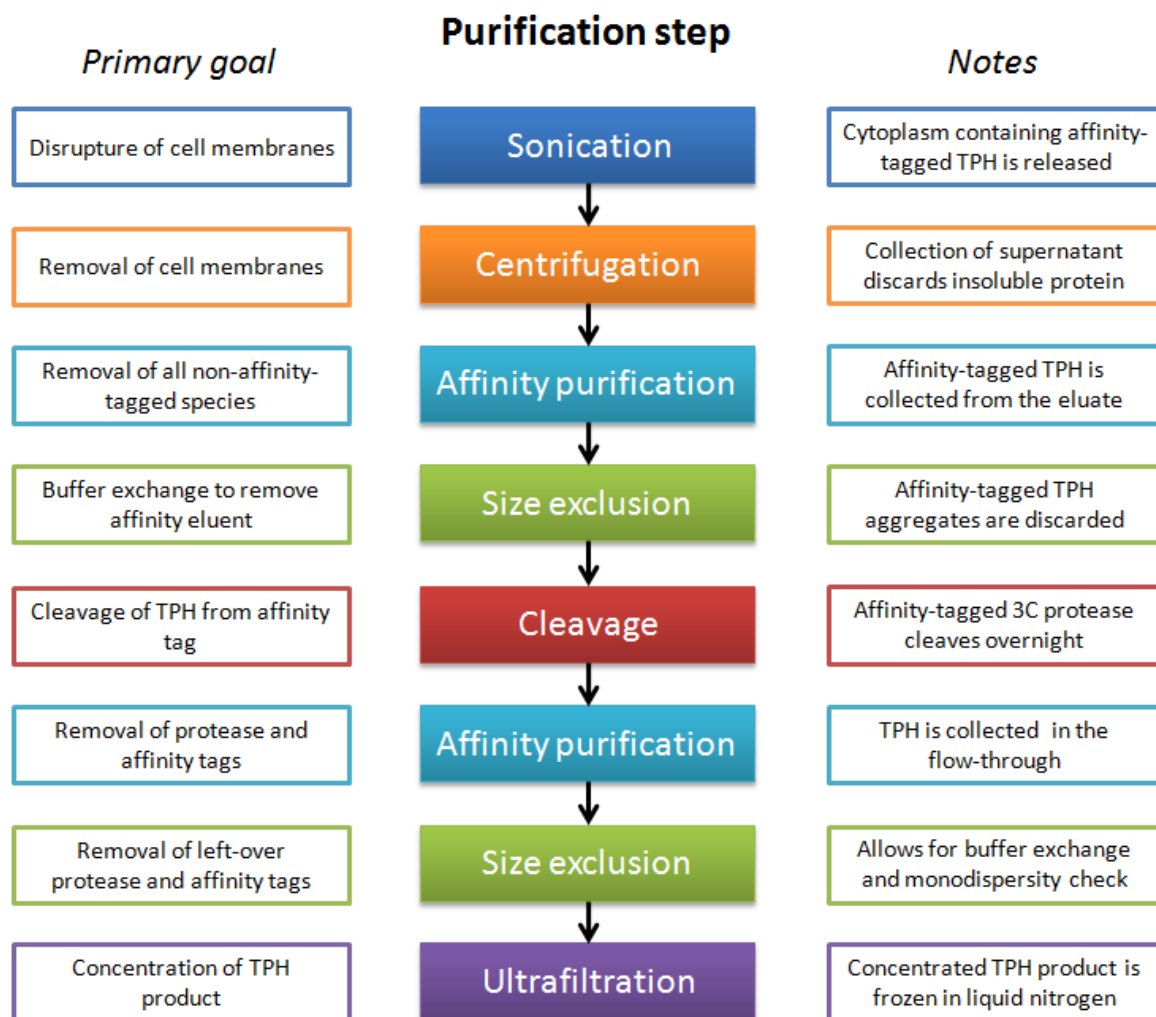 Purification step
Primary goal
Notes
Disrupture of cell membranes
Sonication
Cytoplasm containing affinity-
tagged TPH is released
Removal of cell membranes
Centrifugation
Collection of supernatant
discards insoluble protein
Removal of all non-affinity-
tagged species
Affinity purification
Affinity-tagged TPH is
collected from the eluate
Buffer exchange to remove
affinity eluent
Size exclusion
Affinity-tagged TPH
aggregates are discarded
Cleavage of TPH from affinity
tag
Cleavage
Affinity-tagged 3C protease
cleaves overnight
Removal of protease and
affinity tags
Affinity purification
TPH is collected in the
flow-through
Removal of left-over
protease and affinity tags
Size exclusion
Allows for buffer exchange
and monodispersity check
Concentration of TPH
product
Ultrafiltration
Concentrated TPH product is
frozen in liquid nitrogen